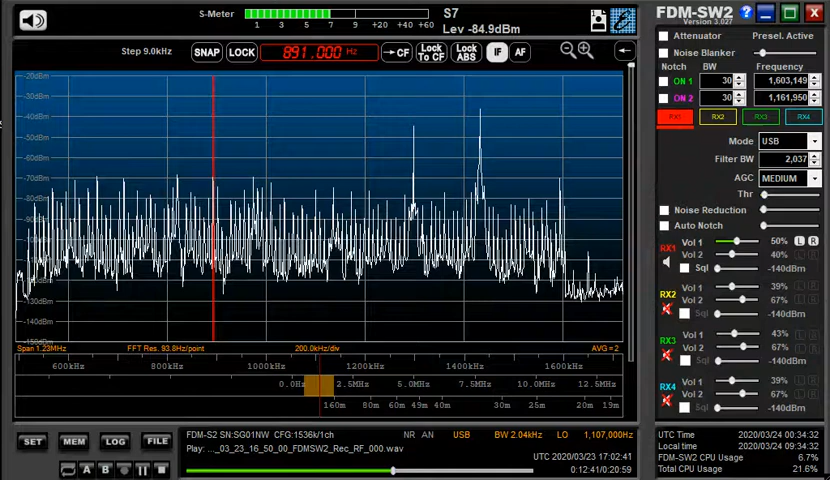 S-Meter
1 3 5 7 9 +20 +40 +60
S7
Lev -84.9dBm
FDM-SW2
Version 3.027
Step 9.0kHz
SNAP
LOCK
891,000 Hz
→CF
Lock To CF
Lock ABS
IF
AF
Attenuator Presel. Active
Noise Blanker
Notch BW Frequency
ON 1 30 1,603,149
ON 2 30 1,161,950
RX1 RX2 RX3 RX4
Mode USB
Filter BW 2,037
AGC MEDIUM
Thr
Noise Reduction
Auto Notch
RX1 Vol 1 50% L R
Vol 2 40% L R
Sql -140dBm
RX2 Vol 1 39% L R
Vol 2 67% L R
Sql -140dBm
RX3 Vol 1 43% L R
Vol 2 67% L R
Sql -140dBm
RX4 Vol 1 39% L R
Vol 2 67% L R
Sql -140dBm
-20dBm
-30dBm
-40dBm
-50dBm
-60dBm
-70dBm
-80dBm
-90dBm
-100dBm
-110dBm
-120dBm
-130dBm
-140dBm
-150dBm
Span 1.23MHz FFT Res. 93.8Hz/point 200.0kHz/div AVG=2
600kHz 800kHz 1000kHz 1200kHz 1400kHz 1600kHz
0.0Hz 2.5MHz 5.0MHz 7.5MHz 10.0MHz 12.5MHz
160m 80m 60m 49m 40m 30m 25m 20m 19m
SET
MEM
LOG
FILE
A
B
FDM-S2 SN:SG01NW CFG:1536k/1ch NR AN USB BW 2.04kHz LO 1,107,000Hz
Play: ..._03_23_16_50_00_FDMSW2_Rec_RF_000.wav
UTC 2020/03/23 17:02:41
0:12:41/0:20:59
UTC Time 2020/03/24 00:34:32
Local time 2020/03/24 09:34:32
FDM-SW2 CPU Usage 6.7%
Total CPU Usage 21.6%